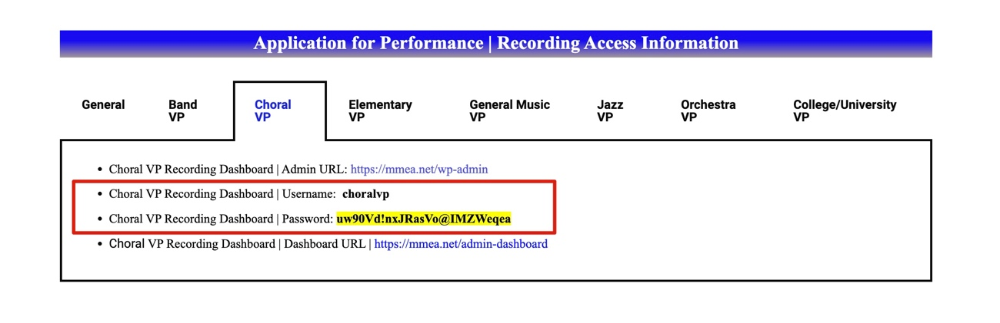 Application for Performance | Recording Access Information
General
Band
VP
Choral
VP
Elementary
VP
General Music
VP
Jazz
VP
Orchestra
VP
College/University
VP
• Choral VP Recording Dashboard | Admin URL: https://mmea.net/wp-admin
• Choral VP Recording Dashboard | Username: choralvp
• Choral VP Recording Dashboard | Password: uw90Vd!nxJRasVo@IMZWeqea
• Choral VP Recording Dashboard | Dashboard URL | https://mmea.net/admin-dashboard